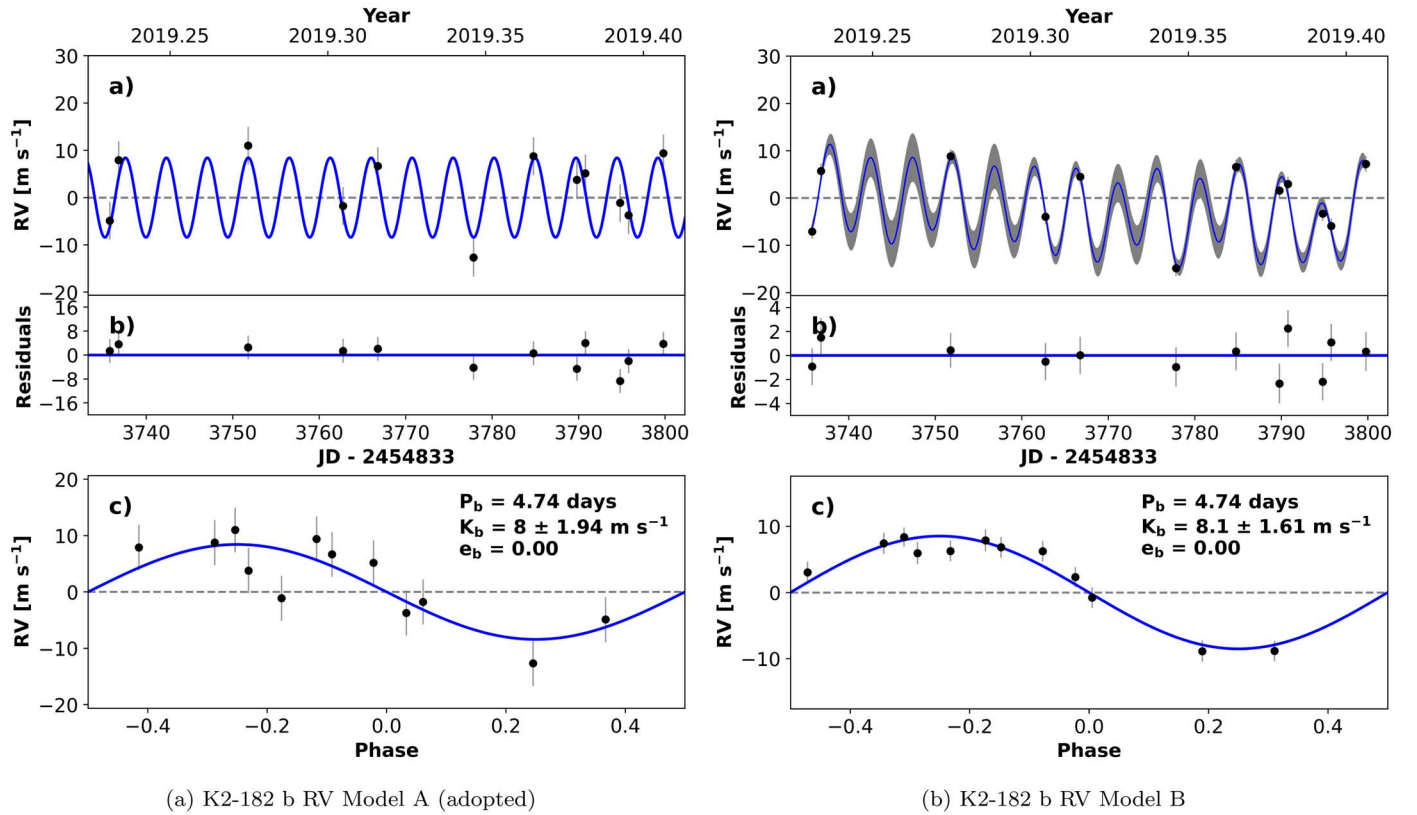 Year
2019.25 2019.30 2019.35 2019.40
a)
30
20
10
0
−10
−20
RV [m s⁻¹]
b)
16
8
0
−8
−16
Residuals
3740 3750 3760 3770 3780 3790 3800
JD - 2454833
c)
P_b = 4.74 days
K_b = 8 ± 1.94 m s⁻¹
e_b = 0.00
20
10
0
−10
−20
RV [m s⁻¹]
−0.4 −0.2 0.0 0.2 0.4
Phase
(a) K2-182 b RV Model A (adopted)
Year
2019.25 2019.30 2019.35 2019.40
a)
30
20
10
0
−10
−20
RV [m s⁻¹]
b)
4
2
0
−2
−4
Residuals
3740 3750 3760 3770 3780 3790 3800
JD - 2454833
c)
P_b = 4.74 days
K_b = 8.1 ± 1.61 m s⁻¹
e_b = 0.00
10
0
−10
RV [m s⁻¹]
−0.4 −0.2 0.0 0.2 0.4
Phase
(b) K2-182 b RV Model B